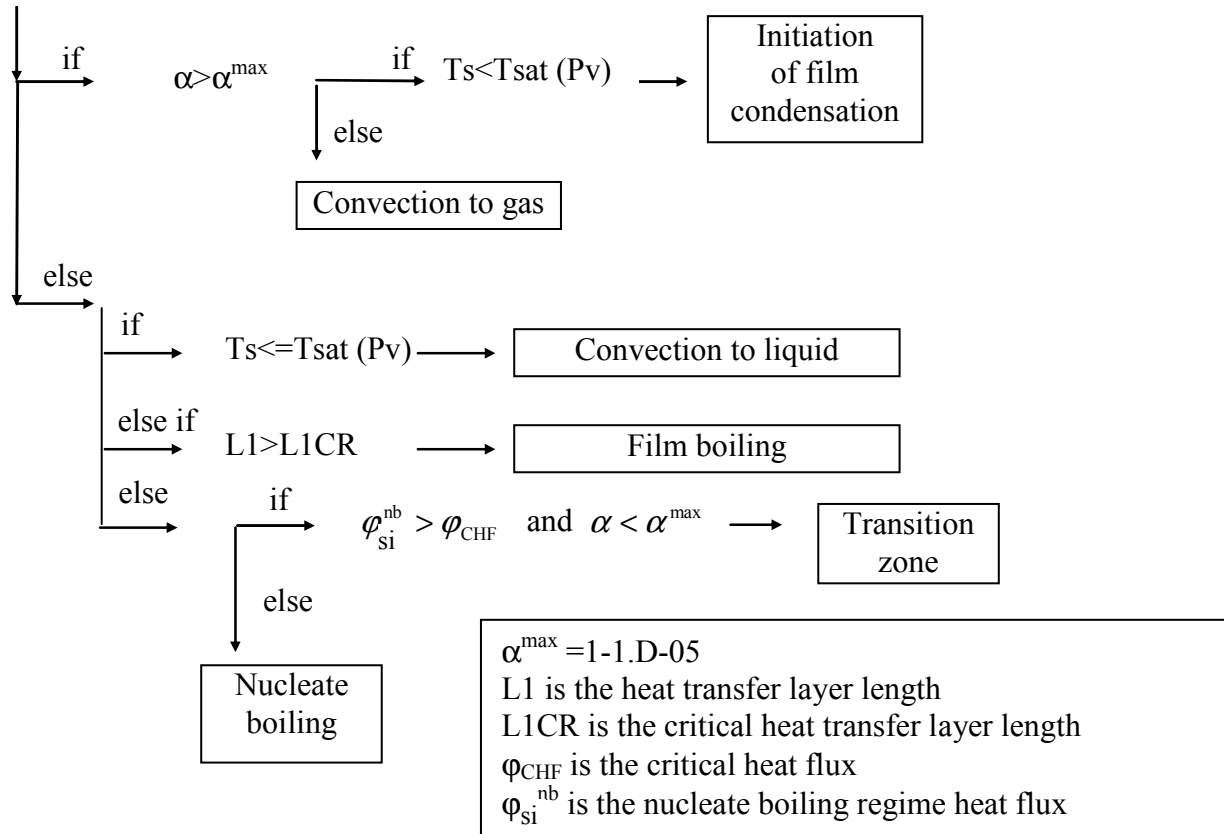 if α>α^max if Ts<Tsat (Pv) Initiation
of film
condensation
else
Convection to gas
else
if Ts<=Tsat (Pv) Convection to liquid
else if L1>L1CR Film boiling
else if φ_si^nb > φ_CHF and α < α^max Transition
zone
else
Nucleate
boiling
α^max =1-1.D-05
L1 is the heat transfer layer length
L1CR is the critical heat transfer layer length
φ_CHF is the critical heat flux
φ_si^nb is the nucleate boiling regime heat flux